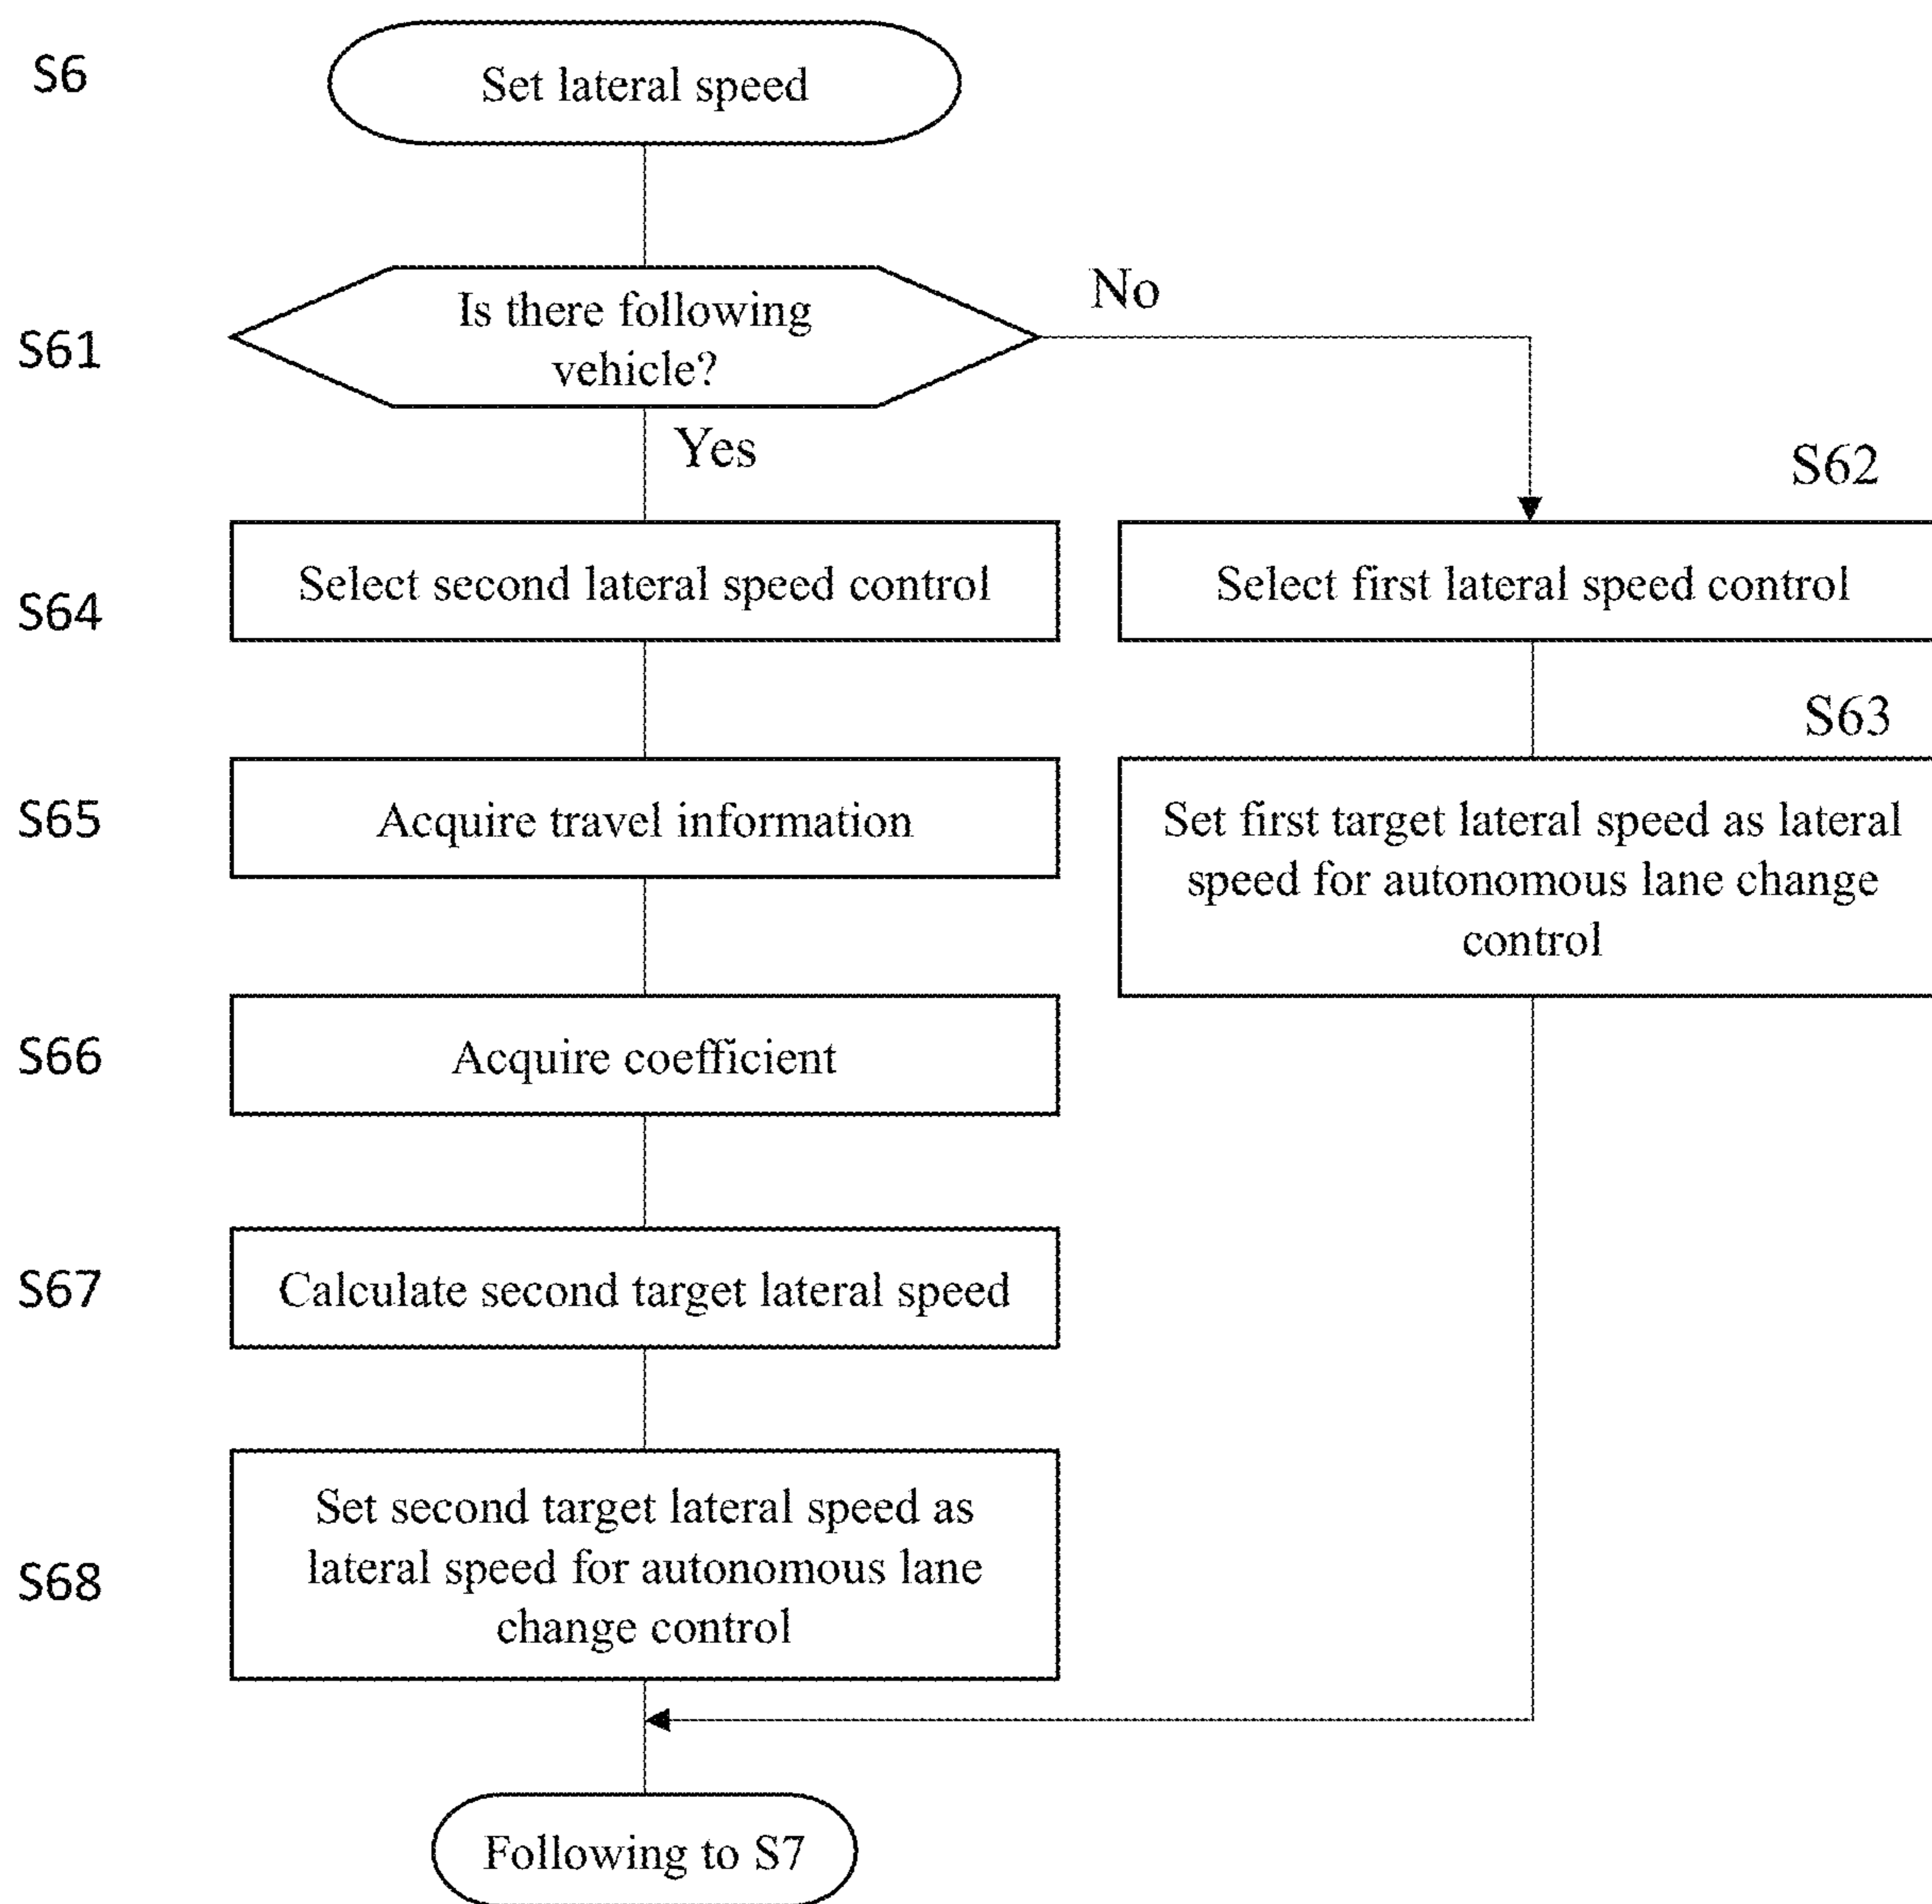 S6
Set lateral speed
S61
Is there following
vehicle?
No
Yes
S62
S64
Select second lateral speed control
Select first lateral speed control
S63
S65
Acquire travel information
Set first target lateral speed as lateral
speed for autonomous lane change
control
S66
Acquire coefficient
S67
Calculate second target lateral speed
S68
Set second target lateral speed as
lateral speed for autonomous lane
change control
Following to S7